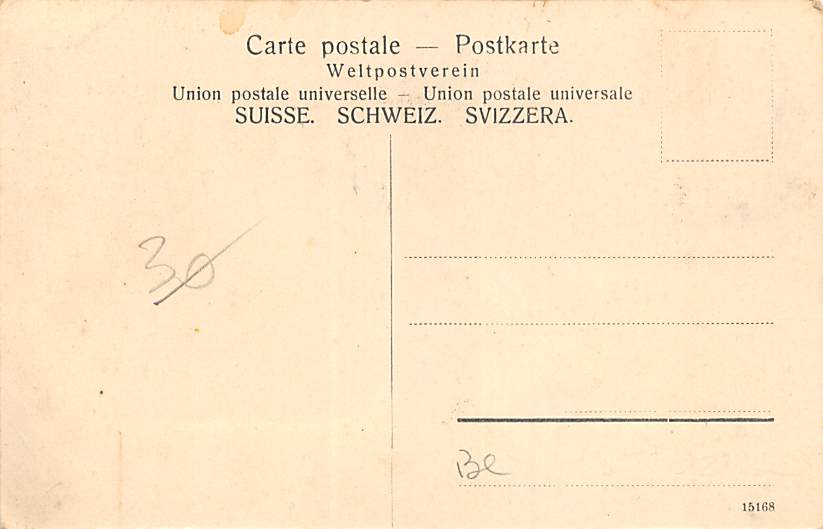 Carte postale — Postkarte
Weltpostverein
Union postale universelle – Union postale universale
SUISSE. SCHWEIZ. SVIZZERA.
30
Be
15168